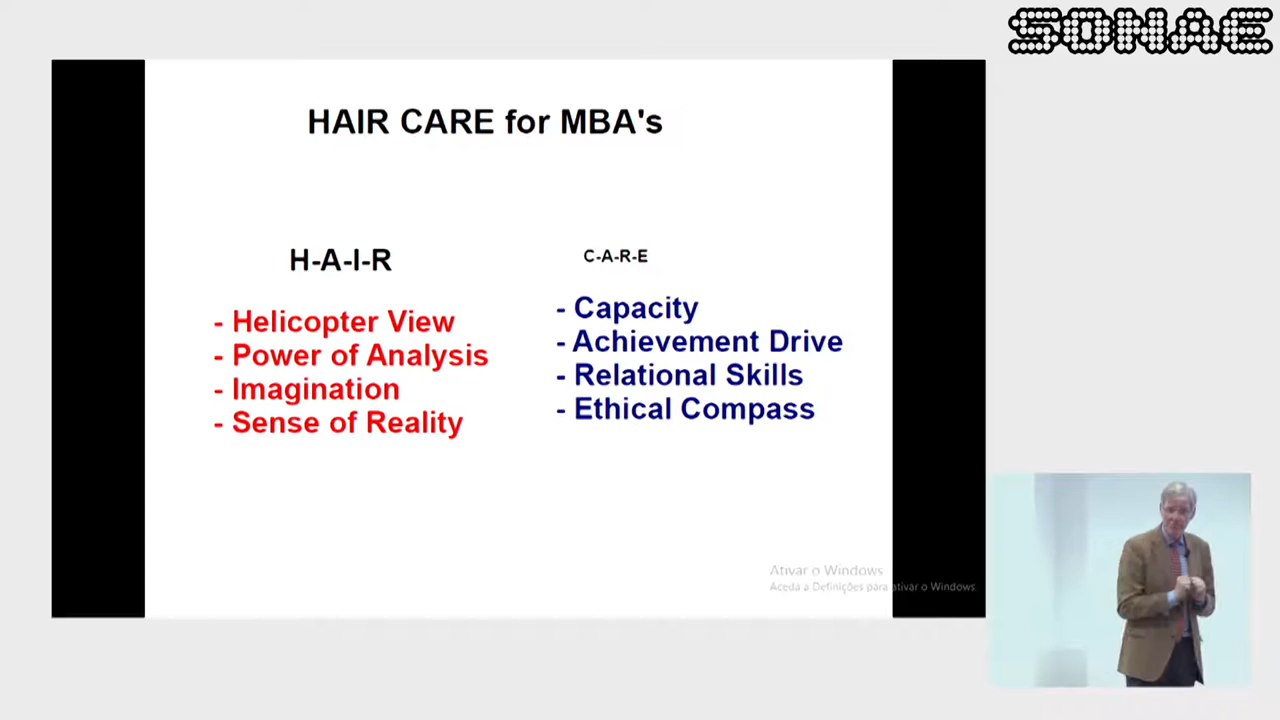 SONAE
HAIR CARE for MBA's
H-A-I-R
- Helicopter View
- Power of Analysis
- Imagination
- Sense of Reality
C-A-R-E
- Capacity
- Achievement Drive
- Relational Skills
- Ethical Compass
Ativar o Windows
Aceda a Definições para ativar o Windows.